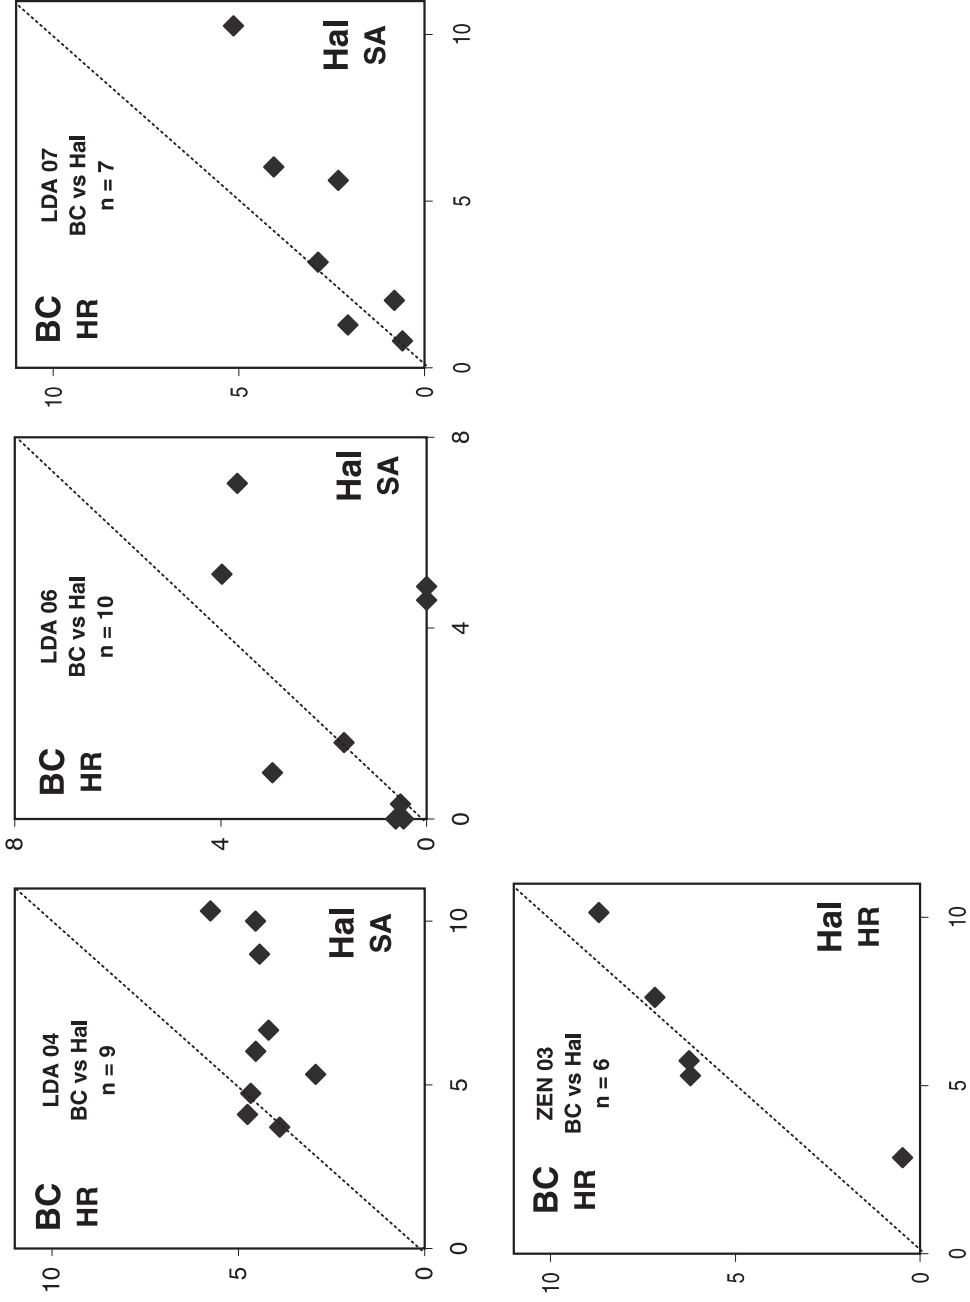 BC
HR
LDA 04
BC vs Hal
n = 9
10
5
0
Hal
SA
0 5 10
BC
HR
LDA 06
BC vs Hal
n = 10
8
4
0
Hal
SA
0 4 8
BC
HR
LDA 07
BC vs Hal
n = 7
10
5
0
Hal
SA
0 5 10
BC
HR
ZEN 03
BC vs Hal
n = 6
10
5
0
Hal
HR
0 5 10